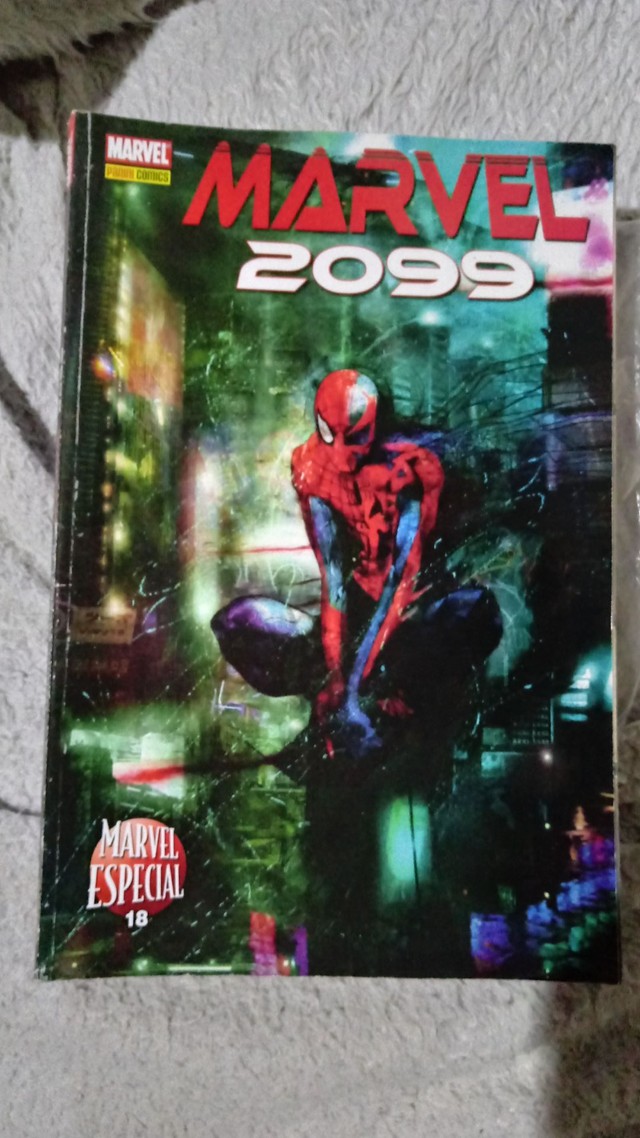 MARVEL
PANINI COMICS
MARVEL
2099
MARVEL
ESPECIAL
18